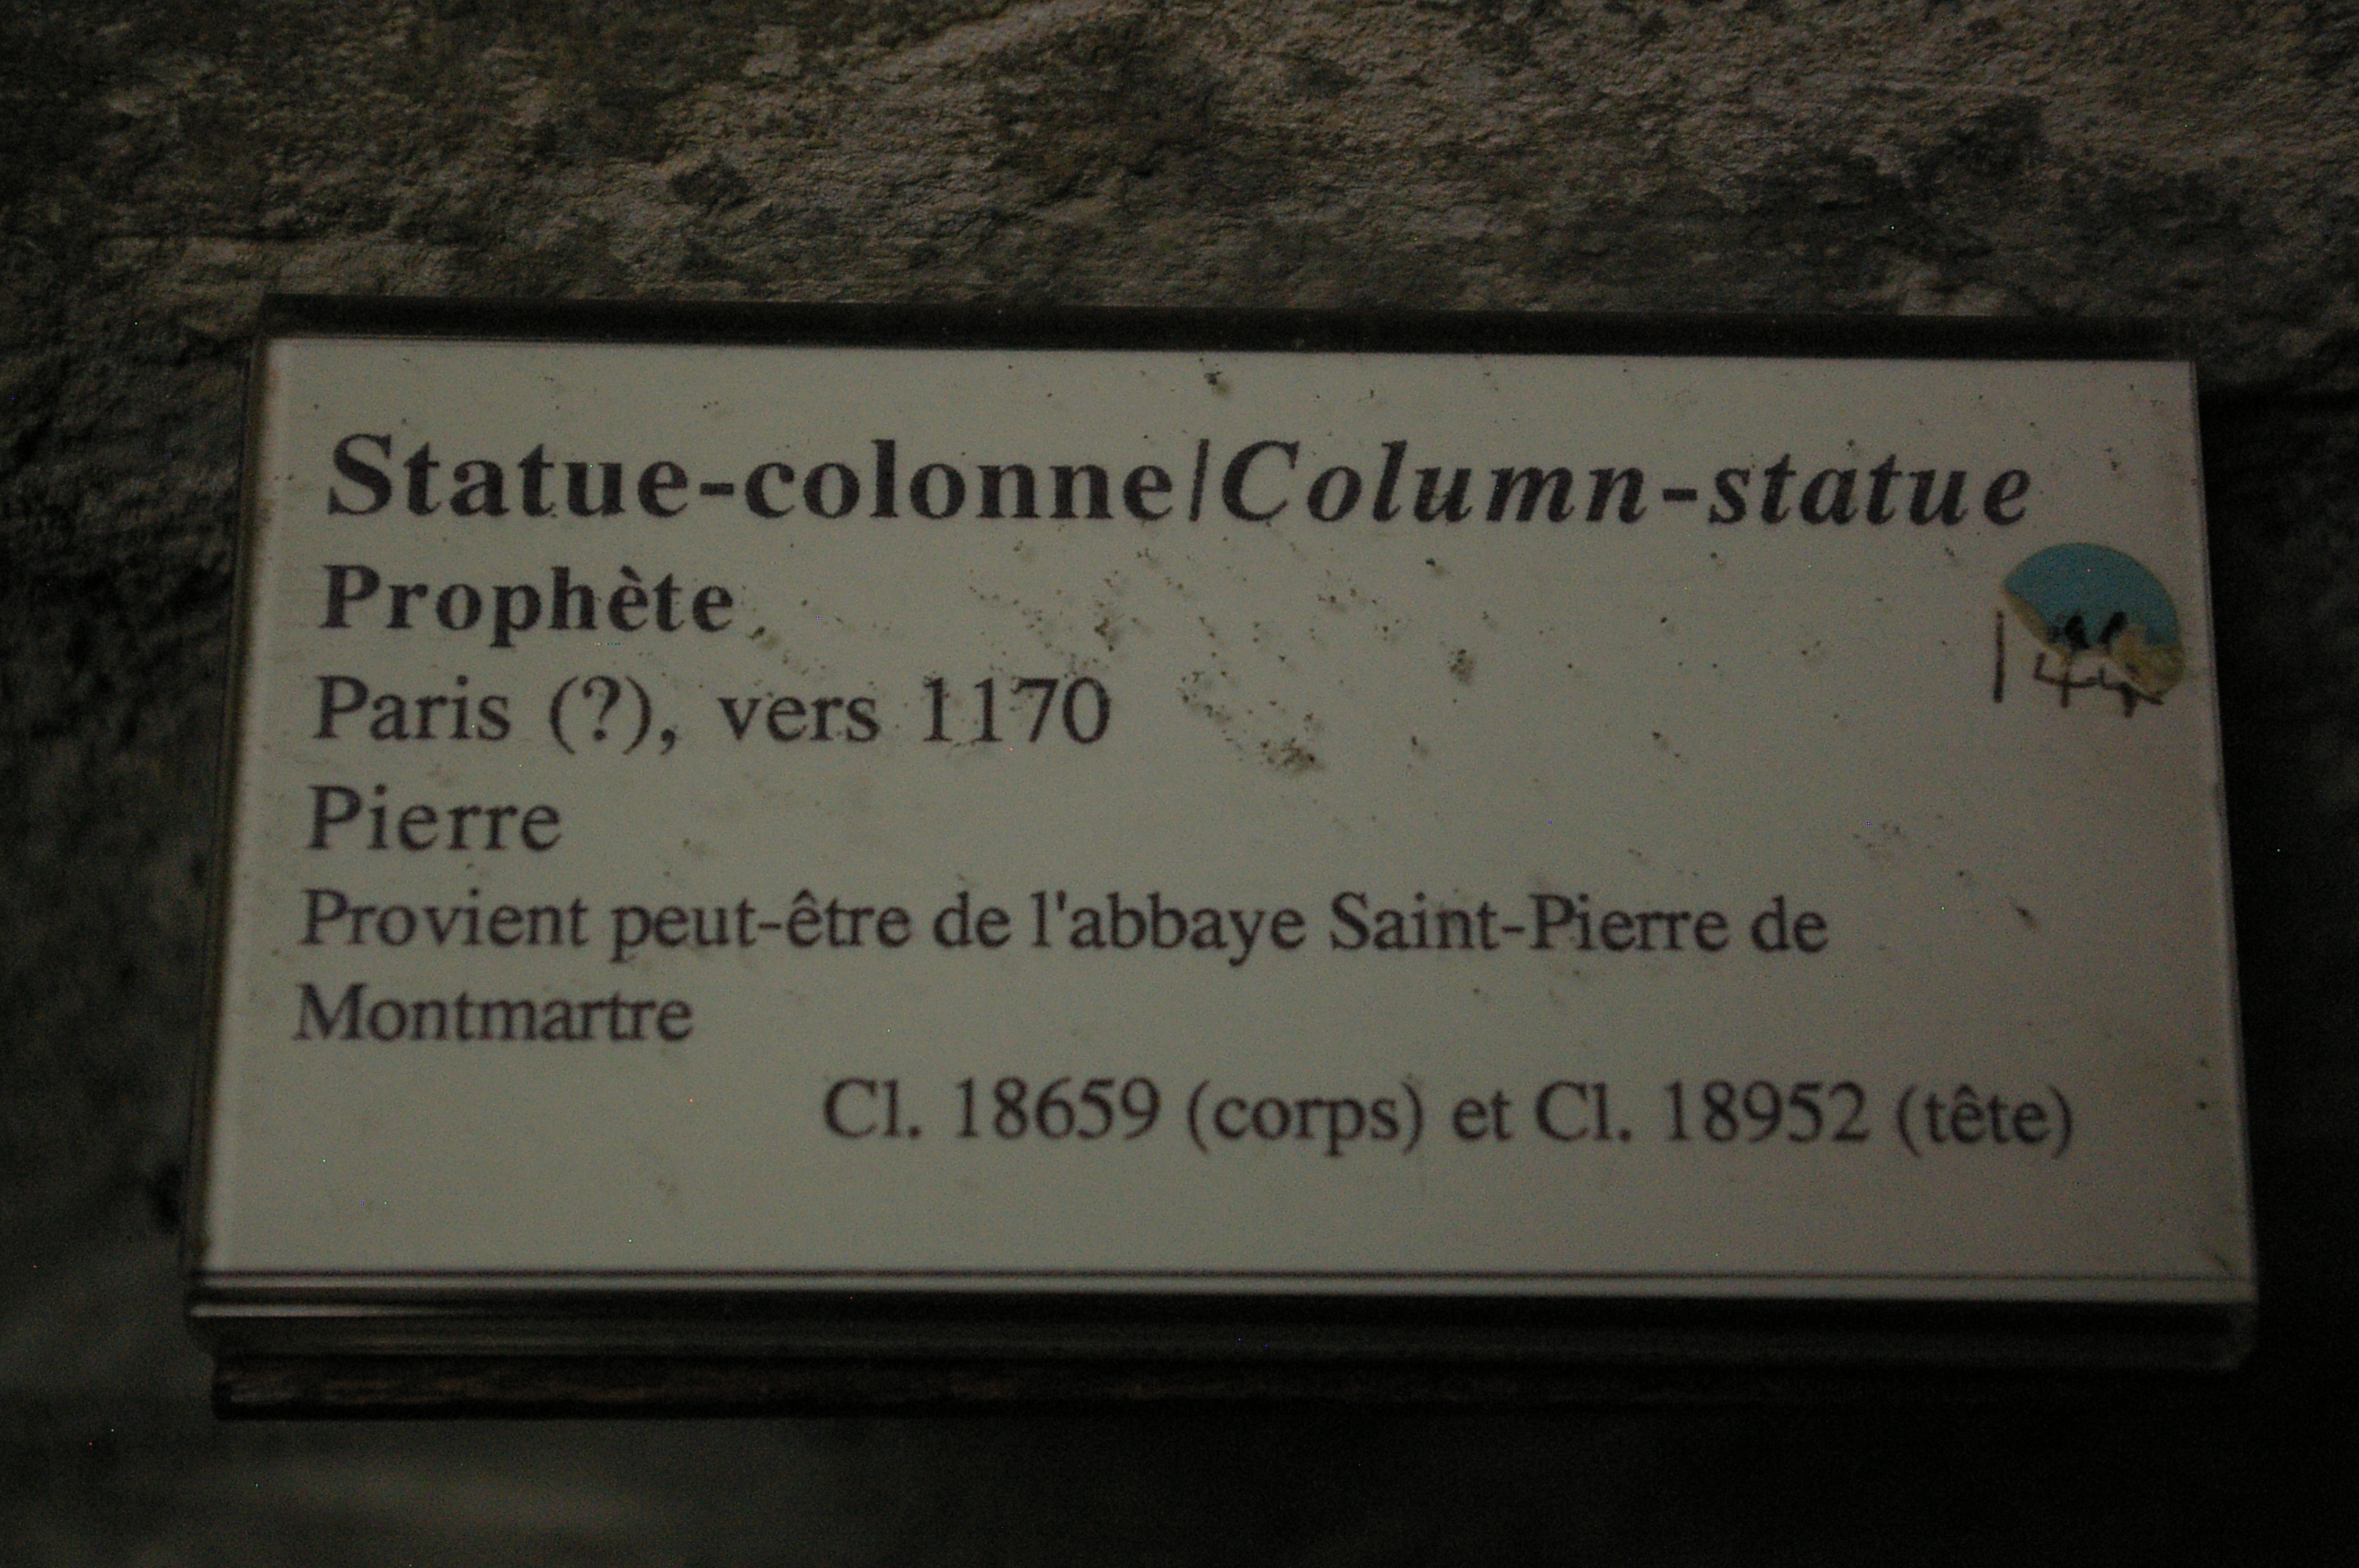 Statue-colonne/Column-statue
Prophète
Paris (?), vers 1170
144
Pierre
Provient peut-être de l'abbaye Saint-Pierre de
Montmartre
Cl. 18659 (corps) et Cl. 18952 (tête)